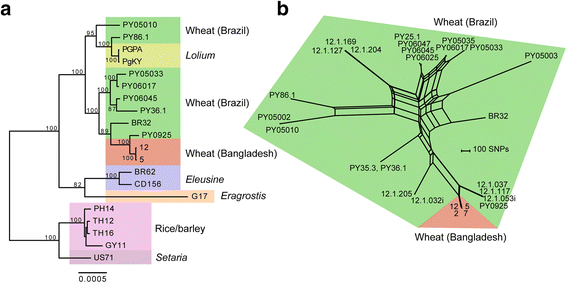 a
PY05010
95
PY86.1
100
PGPA
PgKY
100
Wheat (Brazil)
Lolium
100
PY05033
100
PY06017
100
PY06045
100
87
PY36.1
Wheat (Brazil)
100
BR32
89
PY0925
100
12
100
5
Wheat (Bangladesh)
100
BR62
100
CD156
Eleusine
82
G17
Eragrostis
PH14
100
TH12
TH16
GY11
Rice/barley
100
US71
Setaria
0.0005
b
Wheat (Brazil)
12.1.169
12.1.127
12.1.204
PY25.1
PY06047
PY06045
PY06025
PY05035
PY06017
PY05033
PY05003
PY86.1
PY05002
PY05010
BR32
100 SNPs
PY35.3, PY36.1
12.1.205
12.1.032i
12.1.037
12.1.117
12.1.053i
PY0925
12 5
2 7
Wheat (Bangladesh)